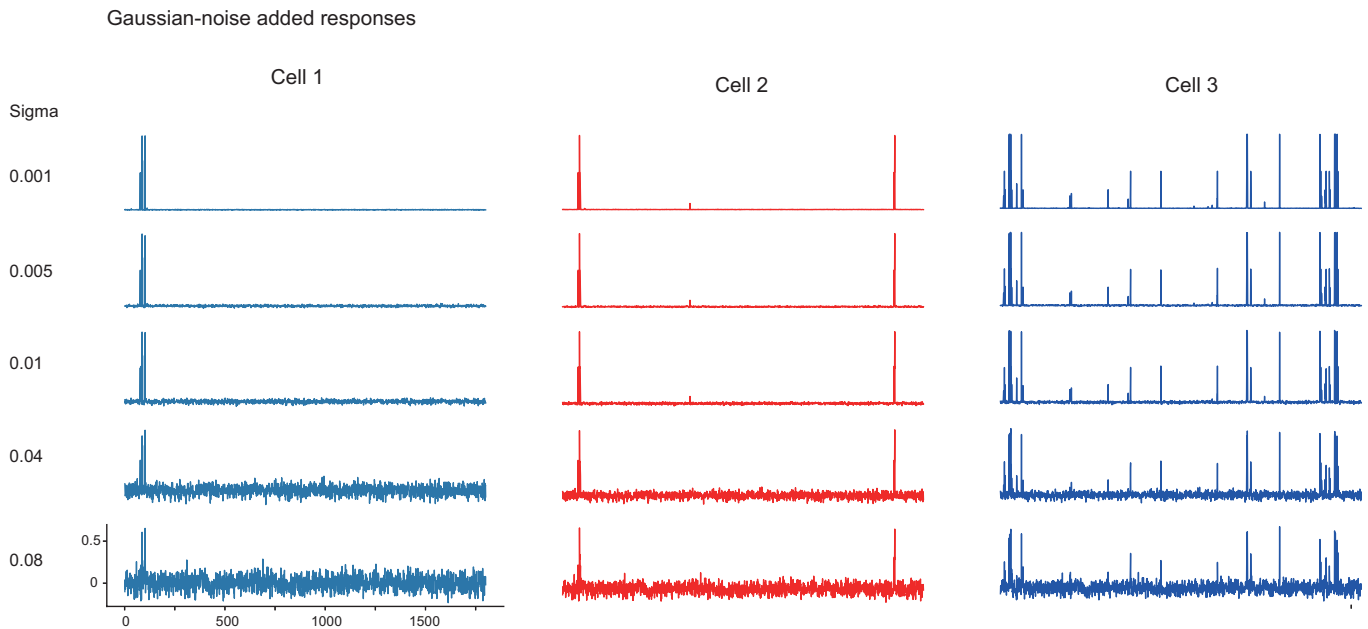 Gaussian-noise added responses
Cell 1
Cell 2
Cell 3
Sigma
0.001
0.005
0.01
0.04
0.08
0.5
0
0
500
1000
1500